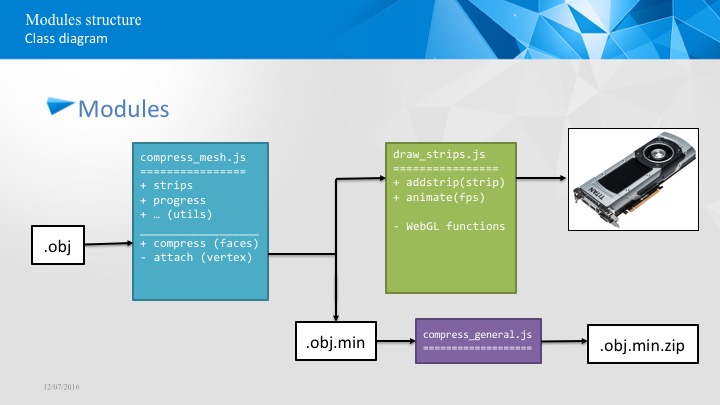 Modules structure
Class diagram
Modules
compress_mesh.js
================
+ strips
+ progress
+ … (utils)
__________________
+ compress (faces)
- attach (vertex)
draw_strips.js
================
+ addstrip(strip)
+ animate(fps)
- WebGL functions
TITAN
.obj
.obj.min
compress_general.js
===================
.obj.min.zip
12/07/2016